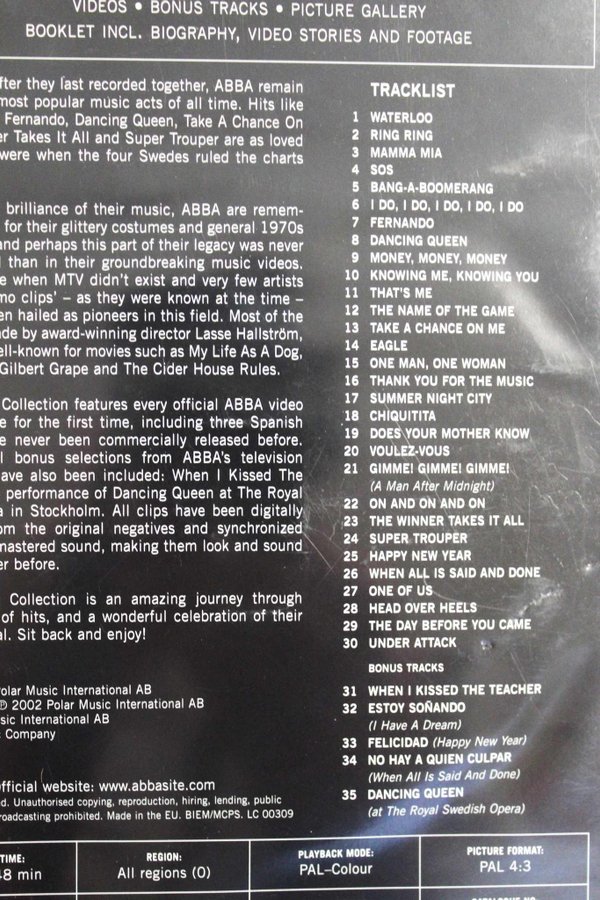 VIDEOS • BONUS TRACKS • PICTURE GALLERY
BOOKLET INCL. BIOGRAPHY, VIDEO STORIES AND FOOTAGE
after they last recorded together, ABBA remain
most popular music acts of all time. Hits like
Fernando, Dancing Queen, Take A Chance On
er Takes It All and Super Trouper are as loved
were when the four Swedes ruled the charts
brilliance of their music, ABBA are remem-
for their glittery costumes and general 1970s
and perhaps this part of their legacy was never
than in their groundbreaking music videos.
e when MTV didn't exist and very few artists
mo clips' – as they were known at the time –
en hailed as pioneers in this field. Most of the
ade by award-winning director Lasse Hallström,
ell-known for movies such as My Life As A Dog,
Gilbert Grape and The Cider House Rules.
Collection features every official ABBA video
e for the first time, including three Spanish
e never been commercially released before.
l bonus selections from ABBA's television
ave also been included: When I Kissed The
performance of Dancing Queen at The Royal
a in Stockholm. All clips have been digitally
om the original negatives and synchronized
mastered sound, making them look and sound
er before.
Collection is an amazing journey through
of hits, and a wonderful celebration of their
al. Sit back and enjoy!
Polar Music International AB
℗ 2002 Polar Music International AB
sic International AB
c Company
official website: www.abbasite.com
ed. Unauthorised copying, reproduction, hiring, lending, public
broadcasting prohibited. Made in the EU. BIEM/MCPS. LC 00309
TRACKLIST
1 WATERLOO
2 RING RING
3 MAMMA MIA
4 SOS
5 BANG-A-BOOMERANG
6 I DO, I DO, I DO, I DO, I DO
7 FERNANDO
8 DANCING QUEEN
9 MONEY, MONEY, MONEY
10 KNOWING ME, KNOWING YOU
11 THAT'S ME
12 THE NAME OF THE GAME
13 TAKE A CHANCE ON ME
14 EAGLE
15 ONE MAN, ONE WOMAN
16 THANK YOU FOR THE MUSIC
17 SUMMER NIGHT CITY
18 CHIQUITITA
19 DOES YOUR MOTHER KNOW
20 VOULEZ-VOUS
21 GIMME! GIMME! GIMME!
(A Man After Midnight)
22 ON AND ON AND ON
23 THE WINNER TAKES IT ALL
24 SUPER TROUPER
25 HAPPY NEW YEAR
26 WHEN ALL IS SAID AND DONE
27 ONE OF US
28 HEAD OVER HEELS
29 THE DAY BEFORE YOU CAME
30 UNDER ATTACK
BONUS TRACKS
31 WHEN I KISSED THE TEACHER
32 ESTOY SOÑANDO
(I Have A Dream)
33 FELICIDAD (Happy New Year)
34 NO HAY A QUIEN CULPAR
(When All Is Said And Done)
35 DANCING QUEEN
(at The Royal Swedish Opera)
TIME:
48 min
REGION:
All regions (0)
PLAYBACK MODE:
PAL–Colour
PICTURE FORMAT:
PAL 4:3